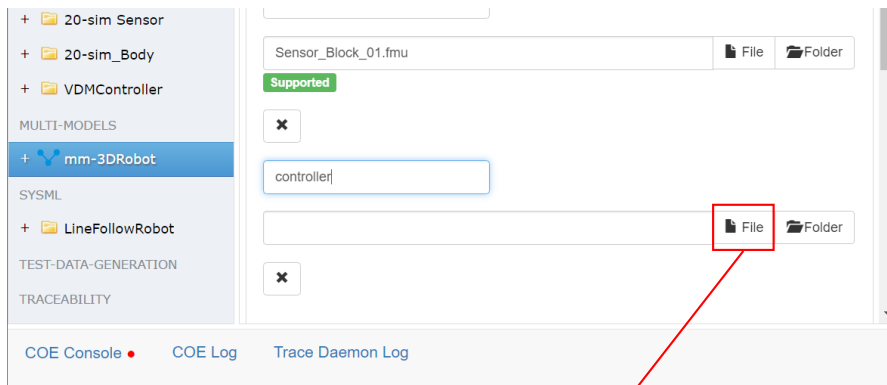 + 20-sim Sensor
+ 20-sim_Body
+ VDMController
MULTI-MODELS
+ mm-3DRobot
SYSML
+ LineFollowRobot
TEST-DATA-GENERATION
TRACEABILITY
Sensor_Block_01.fmu File Folder
Supported
controller
File Folder
COE Console COE Log Trace Daemon Log